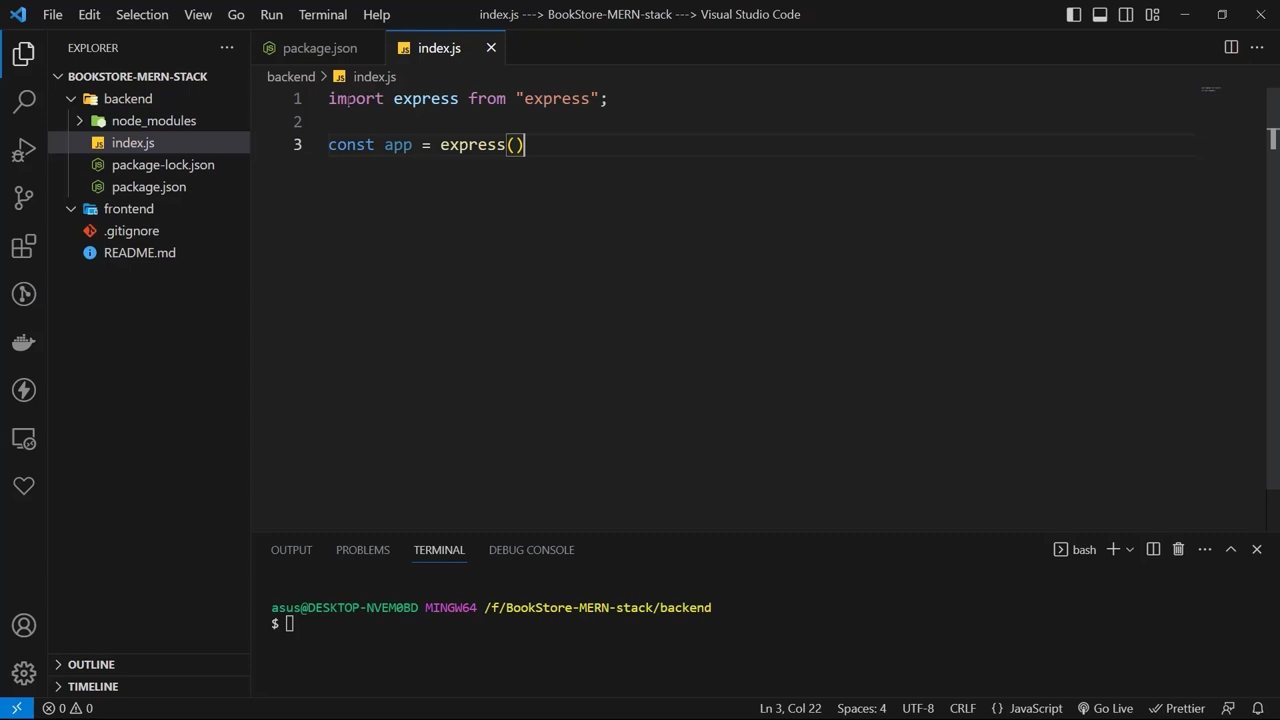 File Edit Selection View Go Run Terminal Help
index.js ---> BookStore-MERN-stack ---> Visual Studio Code
EXPLORER
BOOKSTORE-MERN-STACK
backend
node_modules
index.js
package-lock.json
package.json
frontend
.gitignore
README.md
OUTLINE
TIMELINE
package.json
index.js
backend > index.js
1 import express from "express";
2
3 const app = express()
OUTPUT PROBLEMS TERMINAL DEBUG CONSOLE
bash
asus@DESKTOP-NVEM0BD MINGW64 /f/BookStore-MERN-stack/backend
$
0 0
Ln 3, Col 22 Spaces: 4 UTF-8 CRLF {} JavaScript Go Live Prettier